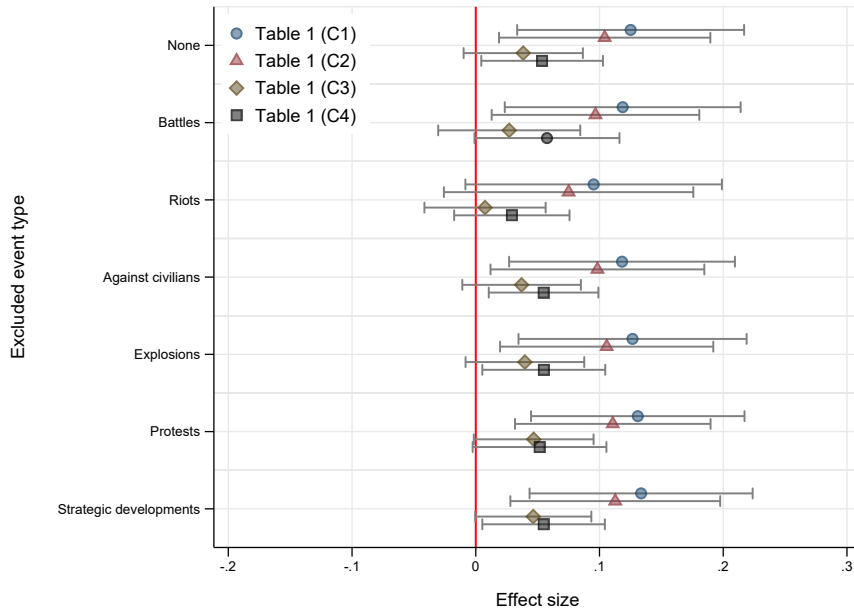 None
Battles
Riots
Against civilians
Explosions
Protests
Strategic developments
Excluded event type
Table 1 (C1)
Table 1 (C2)
Table 1 (C3)
Table 1 (C4)
-.2
-.1
0
.1
.2
.3
Effect size